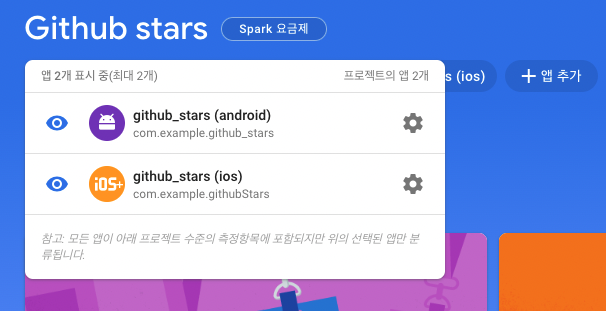 Github stars
Spark 요금제
앱 2개 표시 중(최대 2개)
프로젝트의 앱 2개
s (ios)
앱 추가
github_stars (android)
com.example.github_stars
iOS+
github_stars (ios)
com.example.githubStars
참고: 모든 앱이 아래 프로젝트 수준의 측정항목에 포함되지만 위의 선택된 앱만 분
류됩니다.